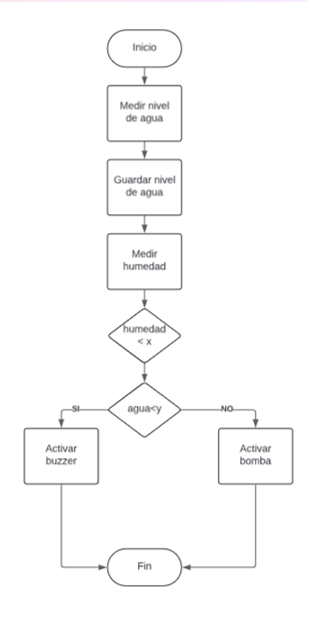 Inicio
Medir nivel
de agua
Guardar nivel
de agua
Medir
humedad
humedad
< x
agua<y
SI
NO
Activar
buzzer
Activar
bomba
Fin